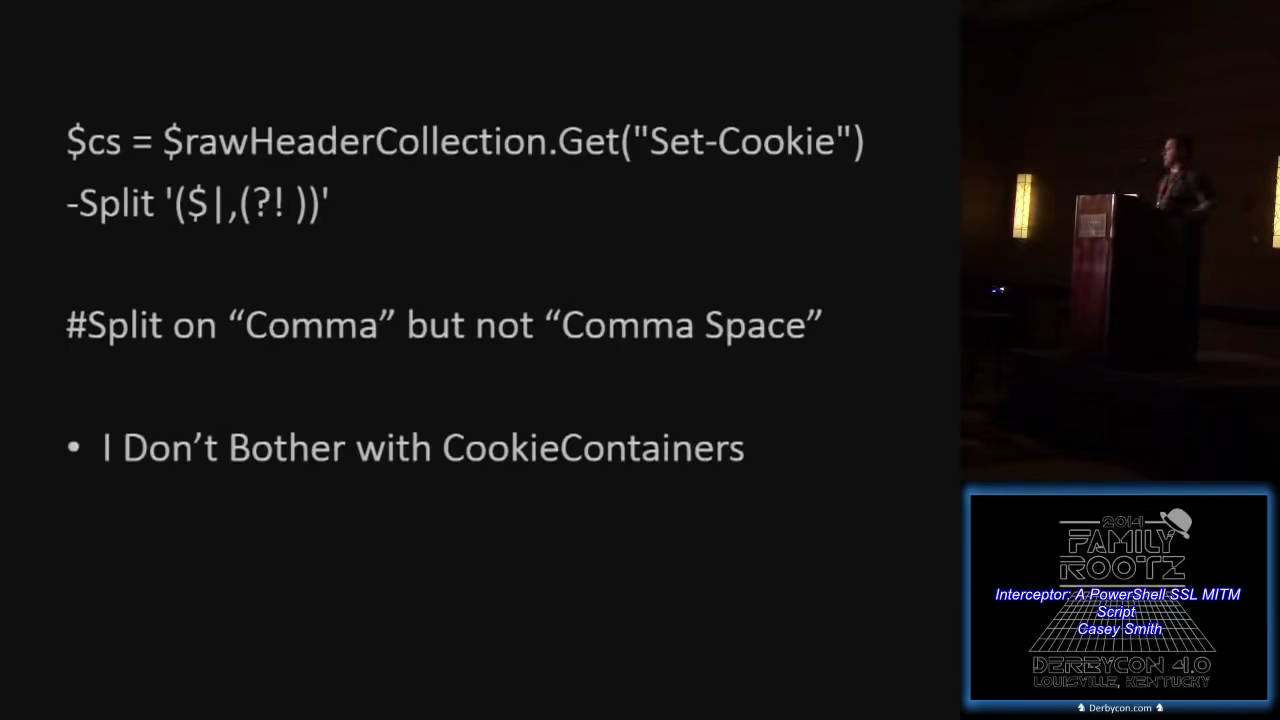 $cs = $rawHeaderCollection.Get("Set-Cookie")
-Split '($|,(?! ))'
#Split on “Comma” but not “Comma Space”
• I Don’t Bother with CookieContainers
2014
FAMILY
ROOTZ
Interceptor: A PowerShell SSL MITM
Script
Casey Smith
DERBYCON 4.0
LOUISVILLE, KENTUCKY
Derbycon.com